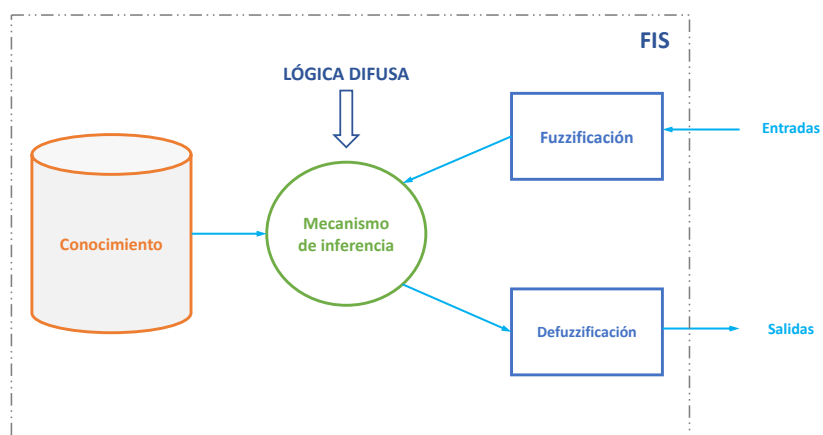 FIS
LÓGICA DIFUSA
Fuzzificación
Entradas
Conocimiento
Mecanismo
de inferencia
Defuzzificación
Salidas